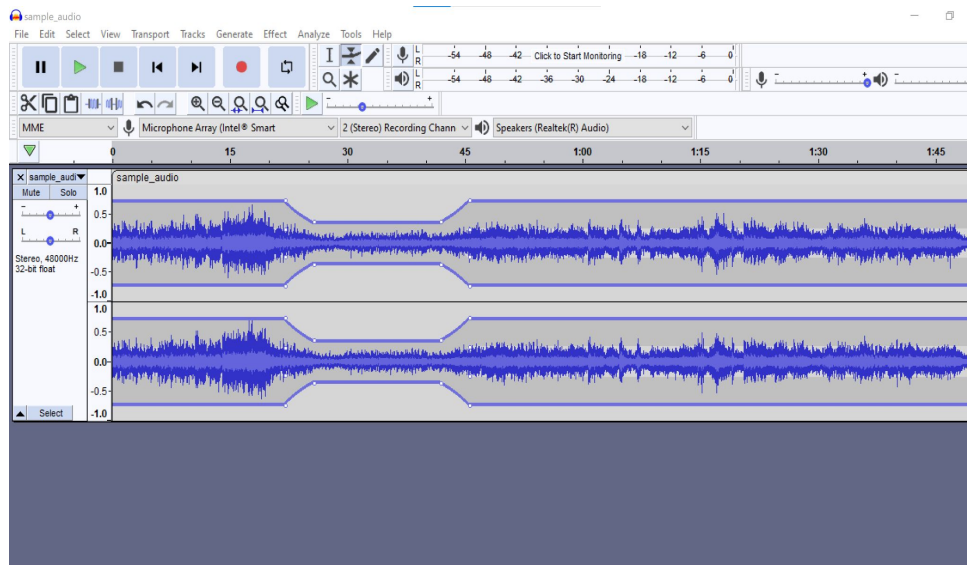 sample_audio
File Edit Select View Transport Tracks Generate Effect Analyze Tools Help
L
R
-54 -48 -42 Click to Start Monitoring -18 -12 -6 0
L
R
-54 -48 -42 -36 -30 -24 -18 -12 -6 0
- +
- +
-
MME Microphone Array (Intel® Smart 2 (Stereo) Recording Chann Speakers (Realtek(R) Audio)
0 15 30 45 1:00 1:15 1:30 1:45
X sample_audi
sample_audio
Mute Solo
- +
L R
Stereo, 48000Hz
32-bit float
1.0
0.5
0.0
-0.5
-1.0
1.0
0.5
0.0
-0.5
-1.0
Select